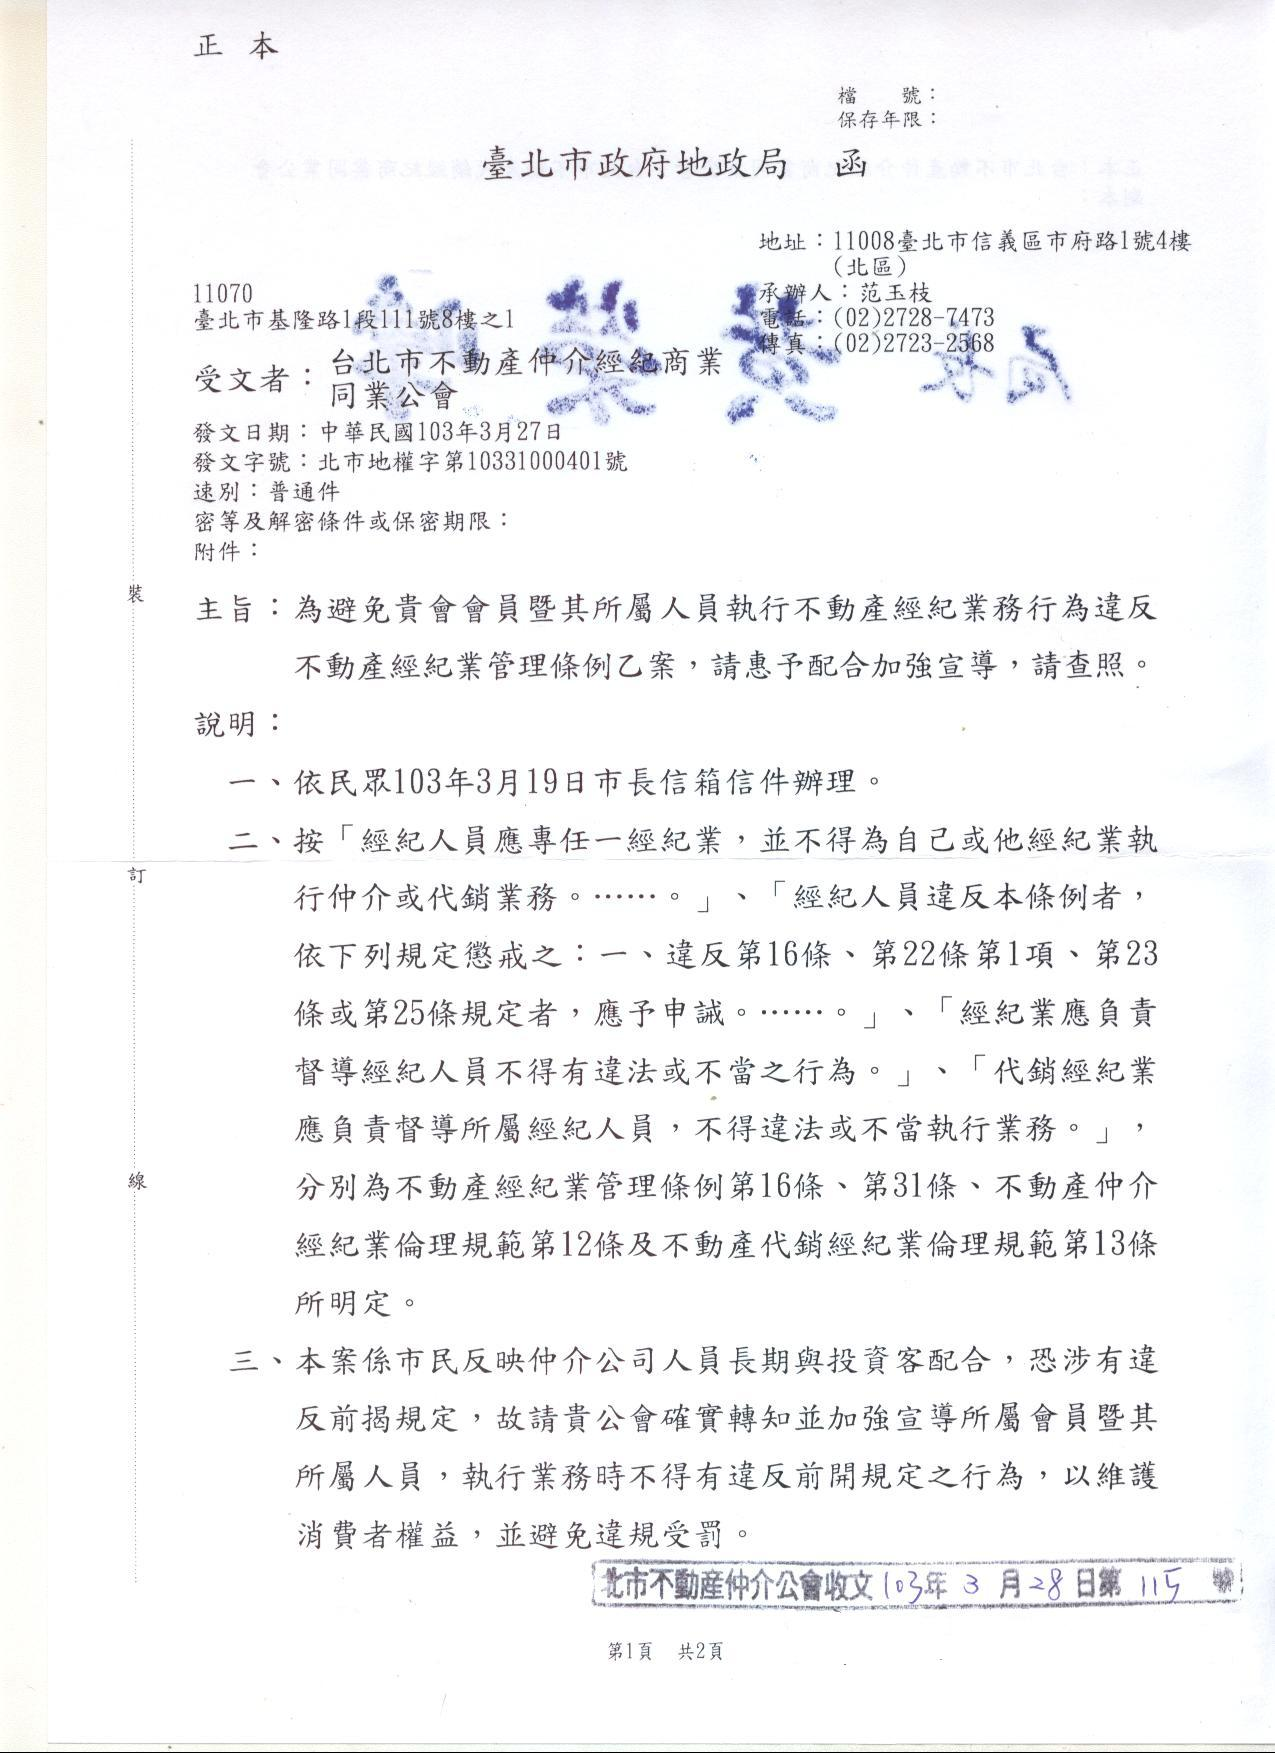 正　本
檔　　號：
保存年限：
臺北市政府地政局　函
地址：11008臺北市信義區市府路1號4樓
（北區）
承辦人：范玉枝
電話：(02)2728-7473
傳真：(02)2723-2568
11070
臺北市基隆路1段111號8樓之1
受文者：台北市不動產仲介經紀商業
同業公會
發文日期：中華民國103年3月27日
發文字號：北市地權字第10331000401號
速別：普通件
密等及解密條件或保密期限：
附件：
主旨：為避免貴會會員暨其所屬人員執行不動產經紀業務行為違反
不動產經紀業管理條例乙案，請惠予配合加強宣導，請查照。
說明：
一、依民眾103年3月19日市長信箱信件辦理。
二、按「經紀人員應專任一經紀業，並不得為自己或他經紀業執
行仲介或代銷業務。……。」、「經紀人員違反本條例者，
依下列規定懲戒之：一、違反第16條、第22條第1項、第23
條或第25條規定者，應予申誡。……。」、「經紀業應負責
督導經紀人員不得有違法或不當之行為。」、「代銷經紀業
應負責督導所屬經紀人員，不得違法或不當執行業務。」，
分別為不動產經紀業管理條例第16條、第31條、不動產仲介
經紀業倫理規範第12條及不動產代銷經紀業倫理規範第13條
所明定。
三、本案係市民反映仲介公司人員長期與投資客配合，恐涉有違
反前揭規定，故請貴公會確實轉知並加強宣導所屬會員暨其
所屬人員，執行業務時不得有違反前開規定之行為，以維護
消費者權益，並避免違規受罰。
裝
訂
線
北市不動產仲介公會收文103年3月28日第115號
第1頁　共2頁